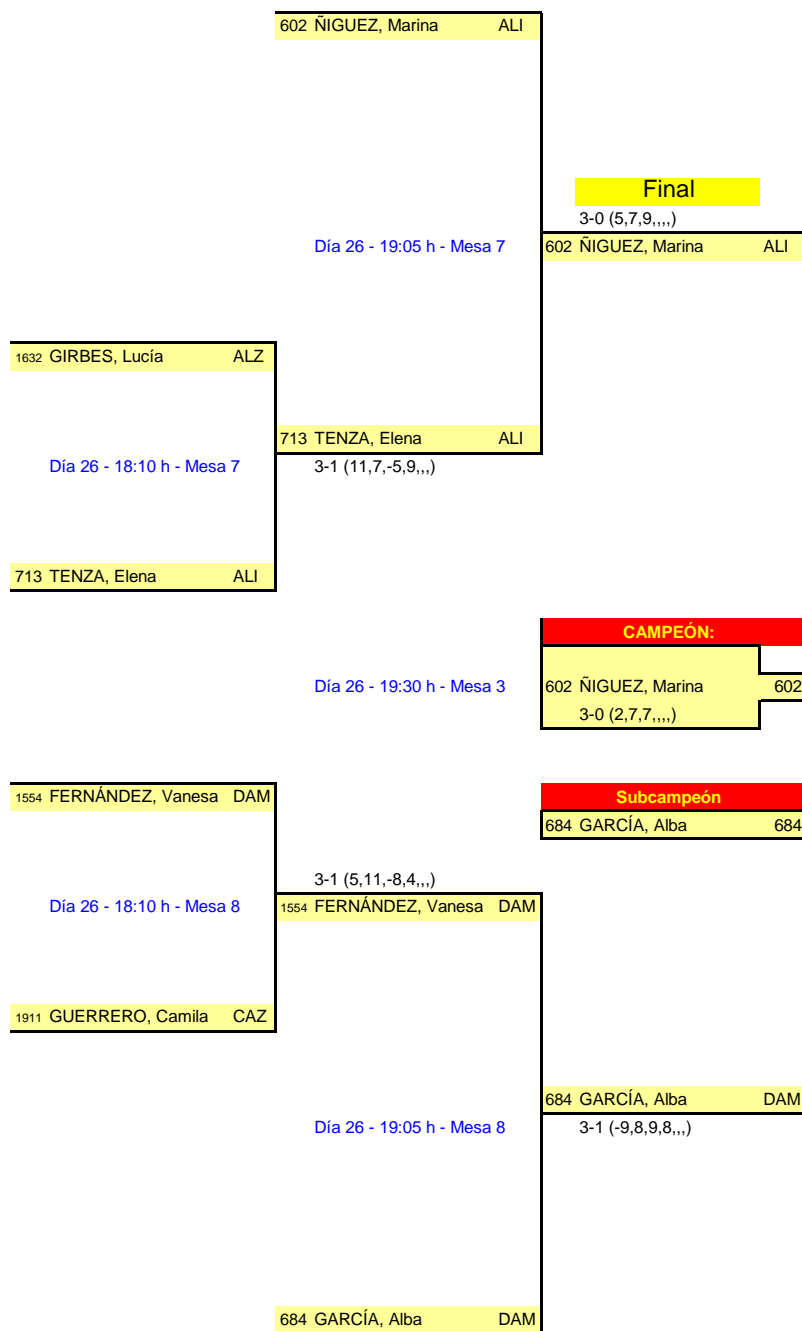 602 ÑIGUEZ, Marina ALI
Final
3-0 (5,7,9,,,,)
Día 26 - 19:05 h - Mesa 7 602 ÑIGUEZ, Marina ALI
1632 GIRBES, Lucía ALZ
713 TENZA, Elena ALI
Día 26 - 18:10 h - Mesa 7 3-1 (11,7,-5,9,,,)
713 TENZA, Elena ALI
CAMPEÓN:
Día 26 - 19:30 h - Mesa 3 602 ÑIGUEZ, Marina 602
3-0 (2,7,7,,,,)
1554 FERNÁNDEZ, Vanesa DAM Subcampeón
684 GARCÍA, Alba 684
3-1 (5,11,-8,4,,,)
Día 26 - 18:10 h - Mesa 8 1554 FERNÁNDEZ, Vanesa DAM
1911 GUERRERO, Camila CAZ
684 GARCÍA, Alba DAM
Día 26 - 19:05 h - Mesa 8 3-1 (-9,8,9,8,,,)
684 GARCÍA, Alba DAM